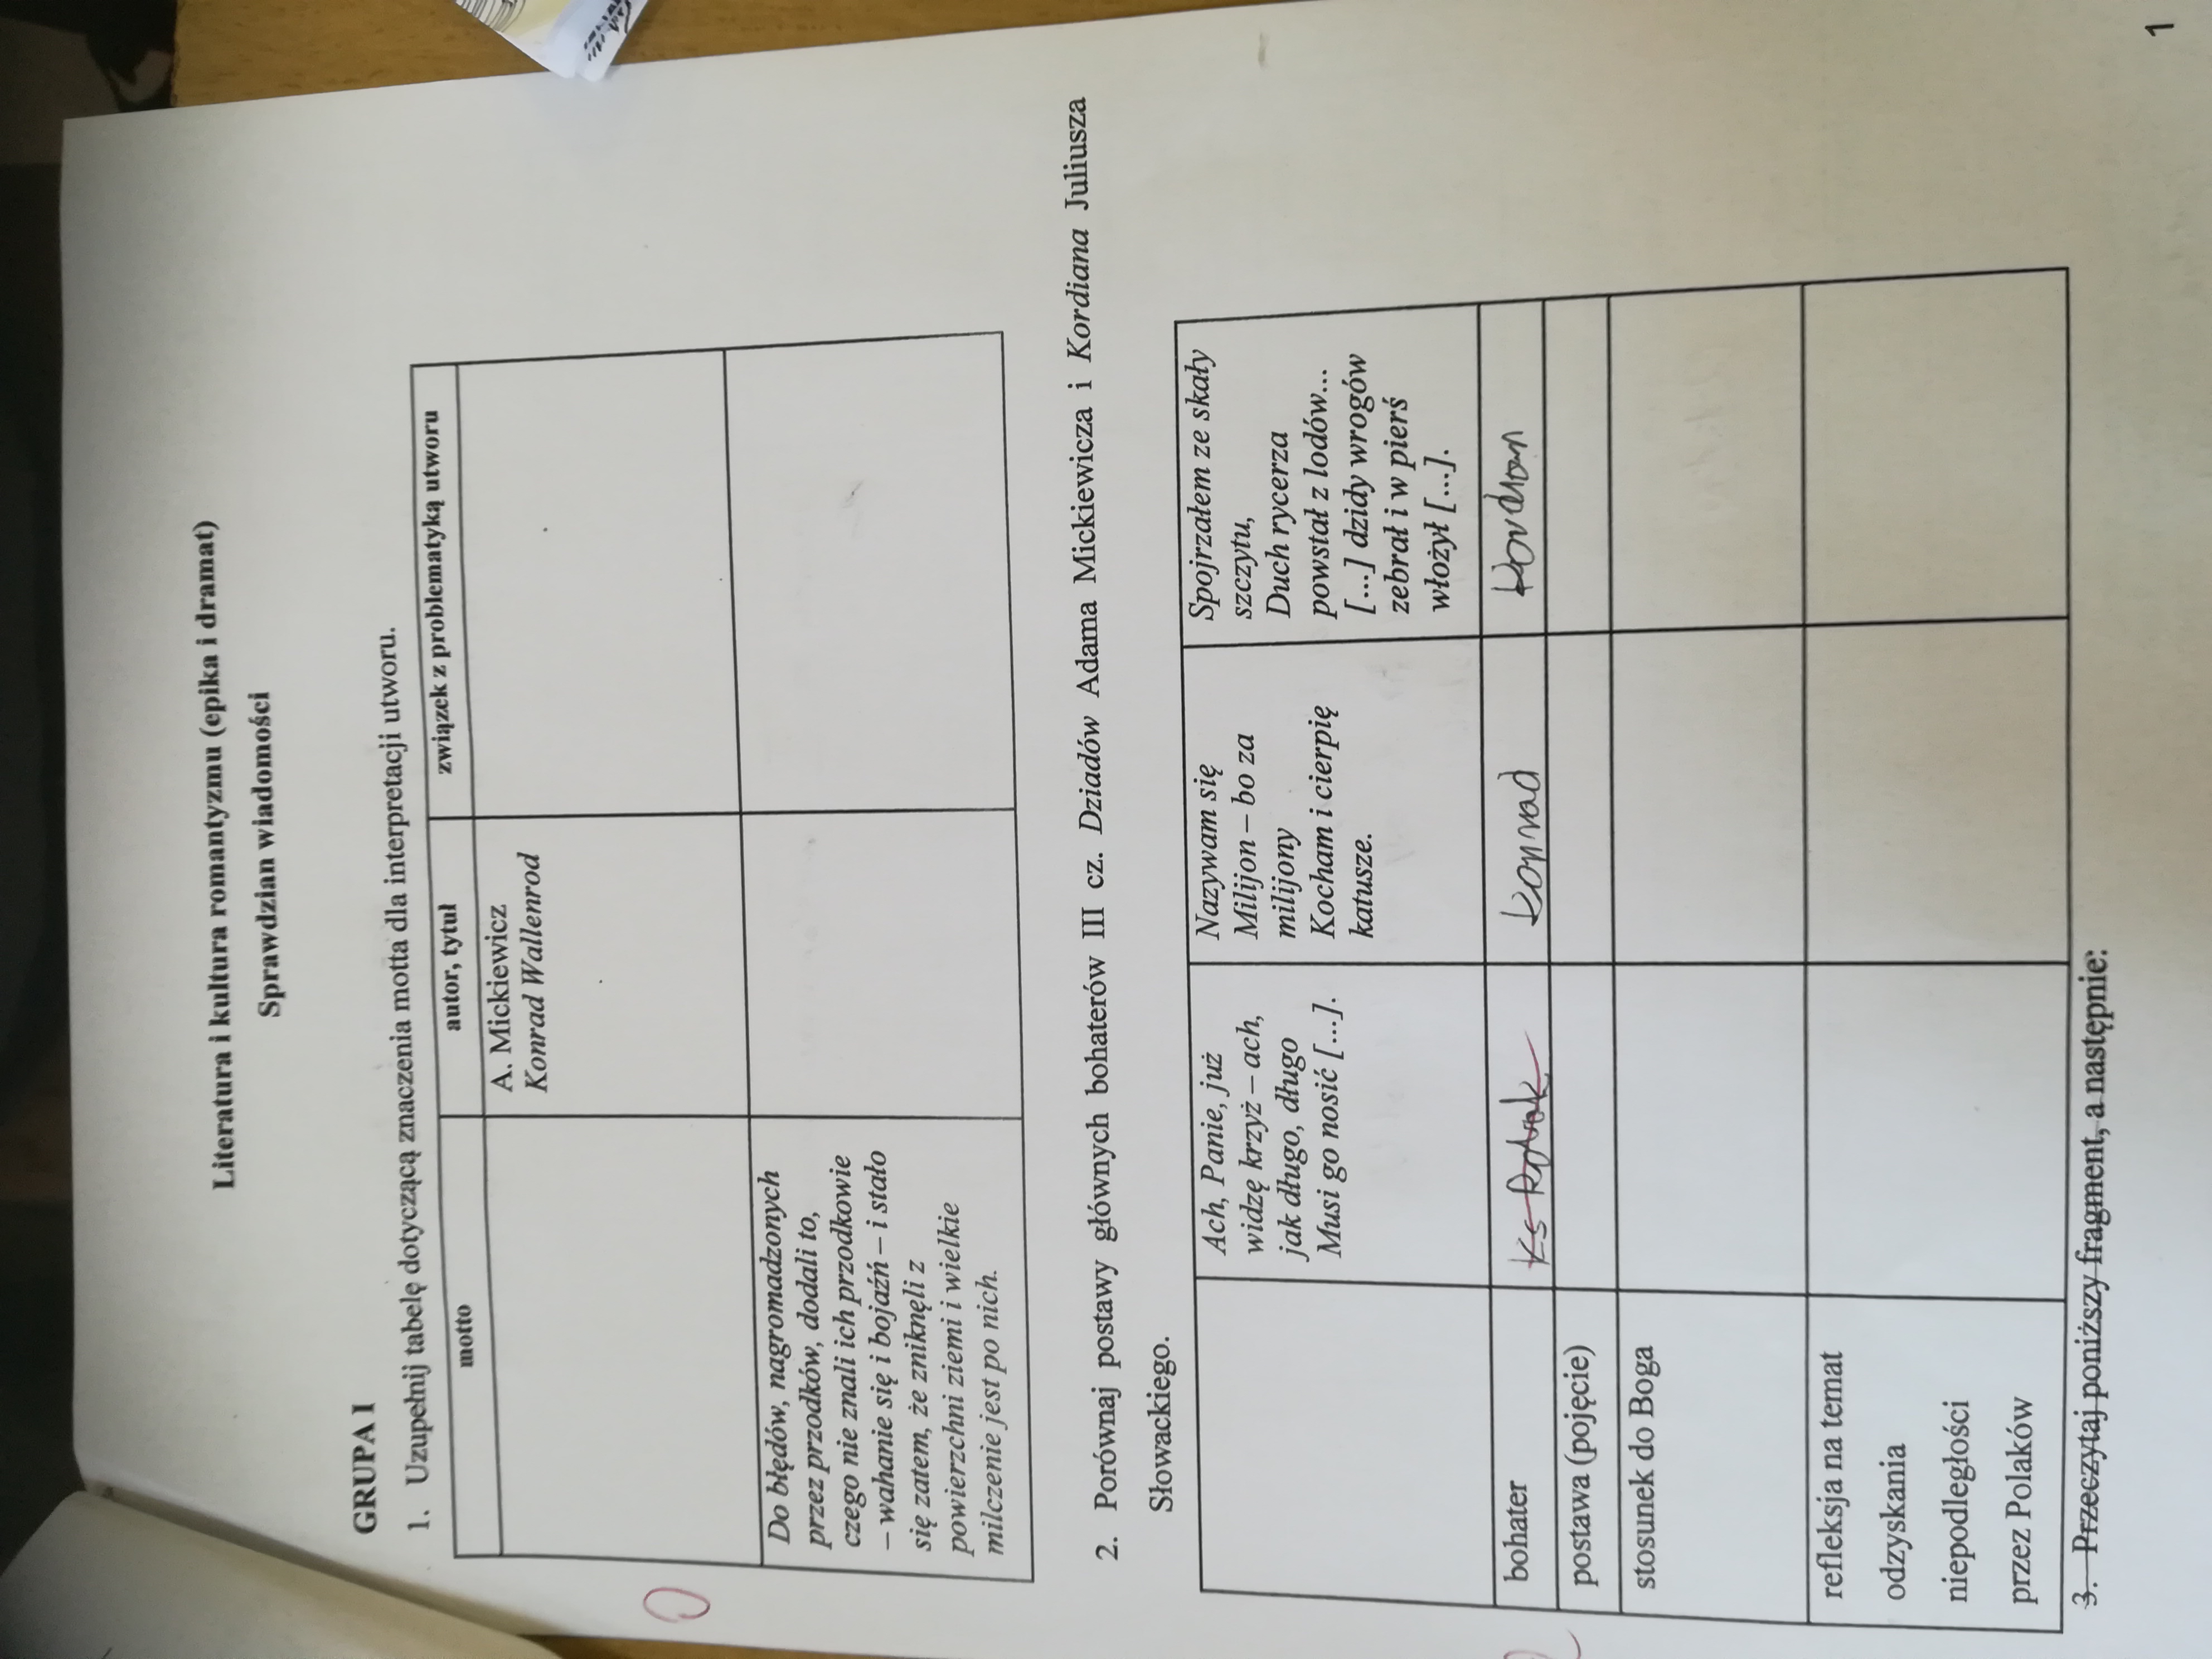 Literatura i kultura romantyzmu (epika i dramat)
Sprawdzian wiadomości
GRUPA I
1. Uzupełnij tabelę dotyczącą znaczenia motta dla interpretacji utworu.
motto
autor, tytuł
związek z problematyką utworu
A. Mickiewicz
Konrad Wallenrod
Do błędów, nagromadzonych
przez przodków, dodali to,
czego nie znali ich przodkowie
– wahanie się i bojaźń – i stało
się zatem, że zniknęli z
powierzchni ziemi i wielkie
milczenie jest po nich.
2. Porównaj postawy głównych bohaterów III cz. Dziadów Adama Mickiewicza i Kordiana Juliusza
Słowackiego.
Ach, Panie, już
widzę krzyż – ach,
jak długo, długo
Musi go nosić [...].
Nazywam się
Milijon – bo za
milijony
Kocham i cierpię
katusze.
Spojrzałem ze skały
szczytu,
Duch rycerza
powstał z lodów...
[...] dzidy wrogów
zebrał i w pierś
włożył [...].
bohater
Ks Robak
Konrad
Kordian
postawa (pojęcie)
stosunek do Boga
refleksja na temat
odzyskania
niepodległości
przez Polaków
3. Przeczytaj poniższy fragment, a następnie:
1